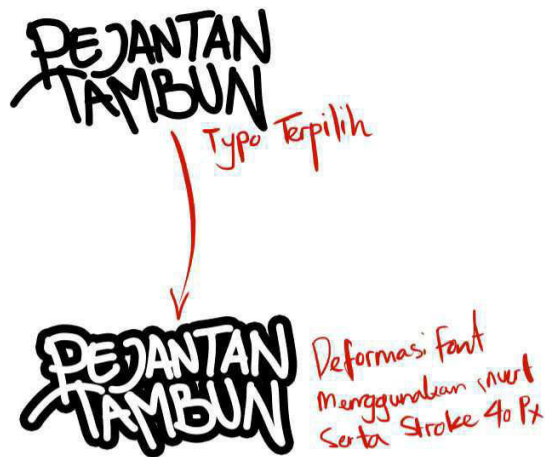 PEJANTAN
TAMBUN
Typo Terpilih
PEJANTAN
TAMBUN
Deformasi Font
menggunakan invert
Serta Stroke 40 Px